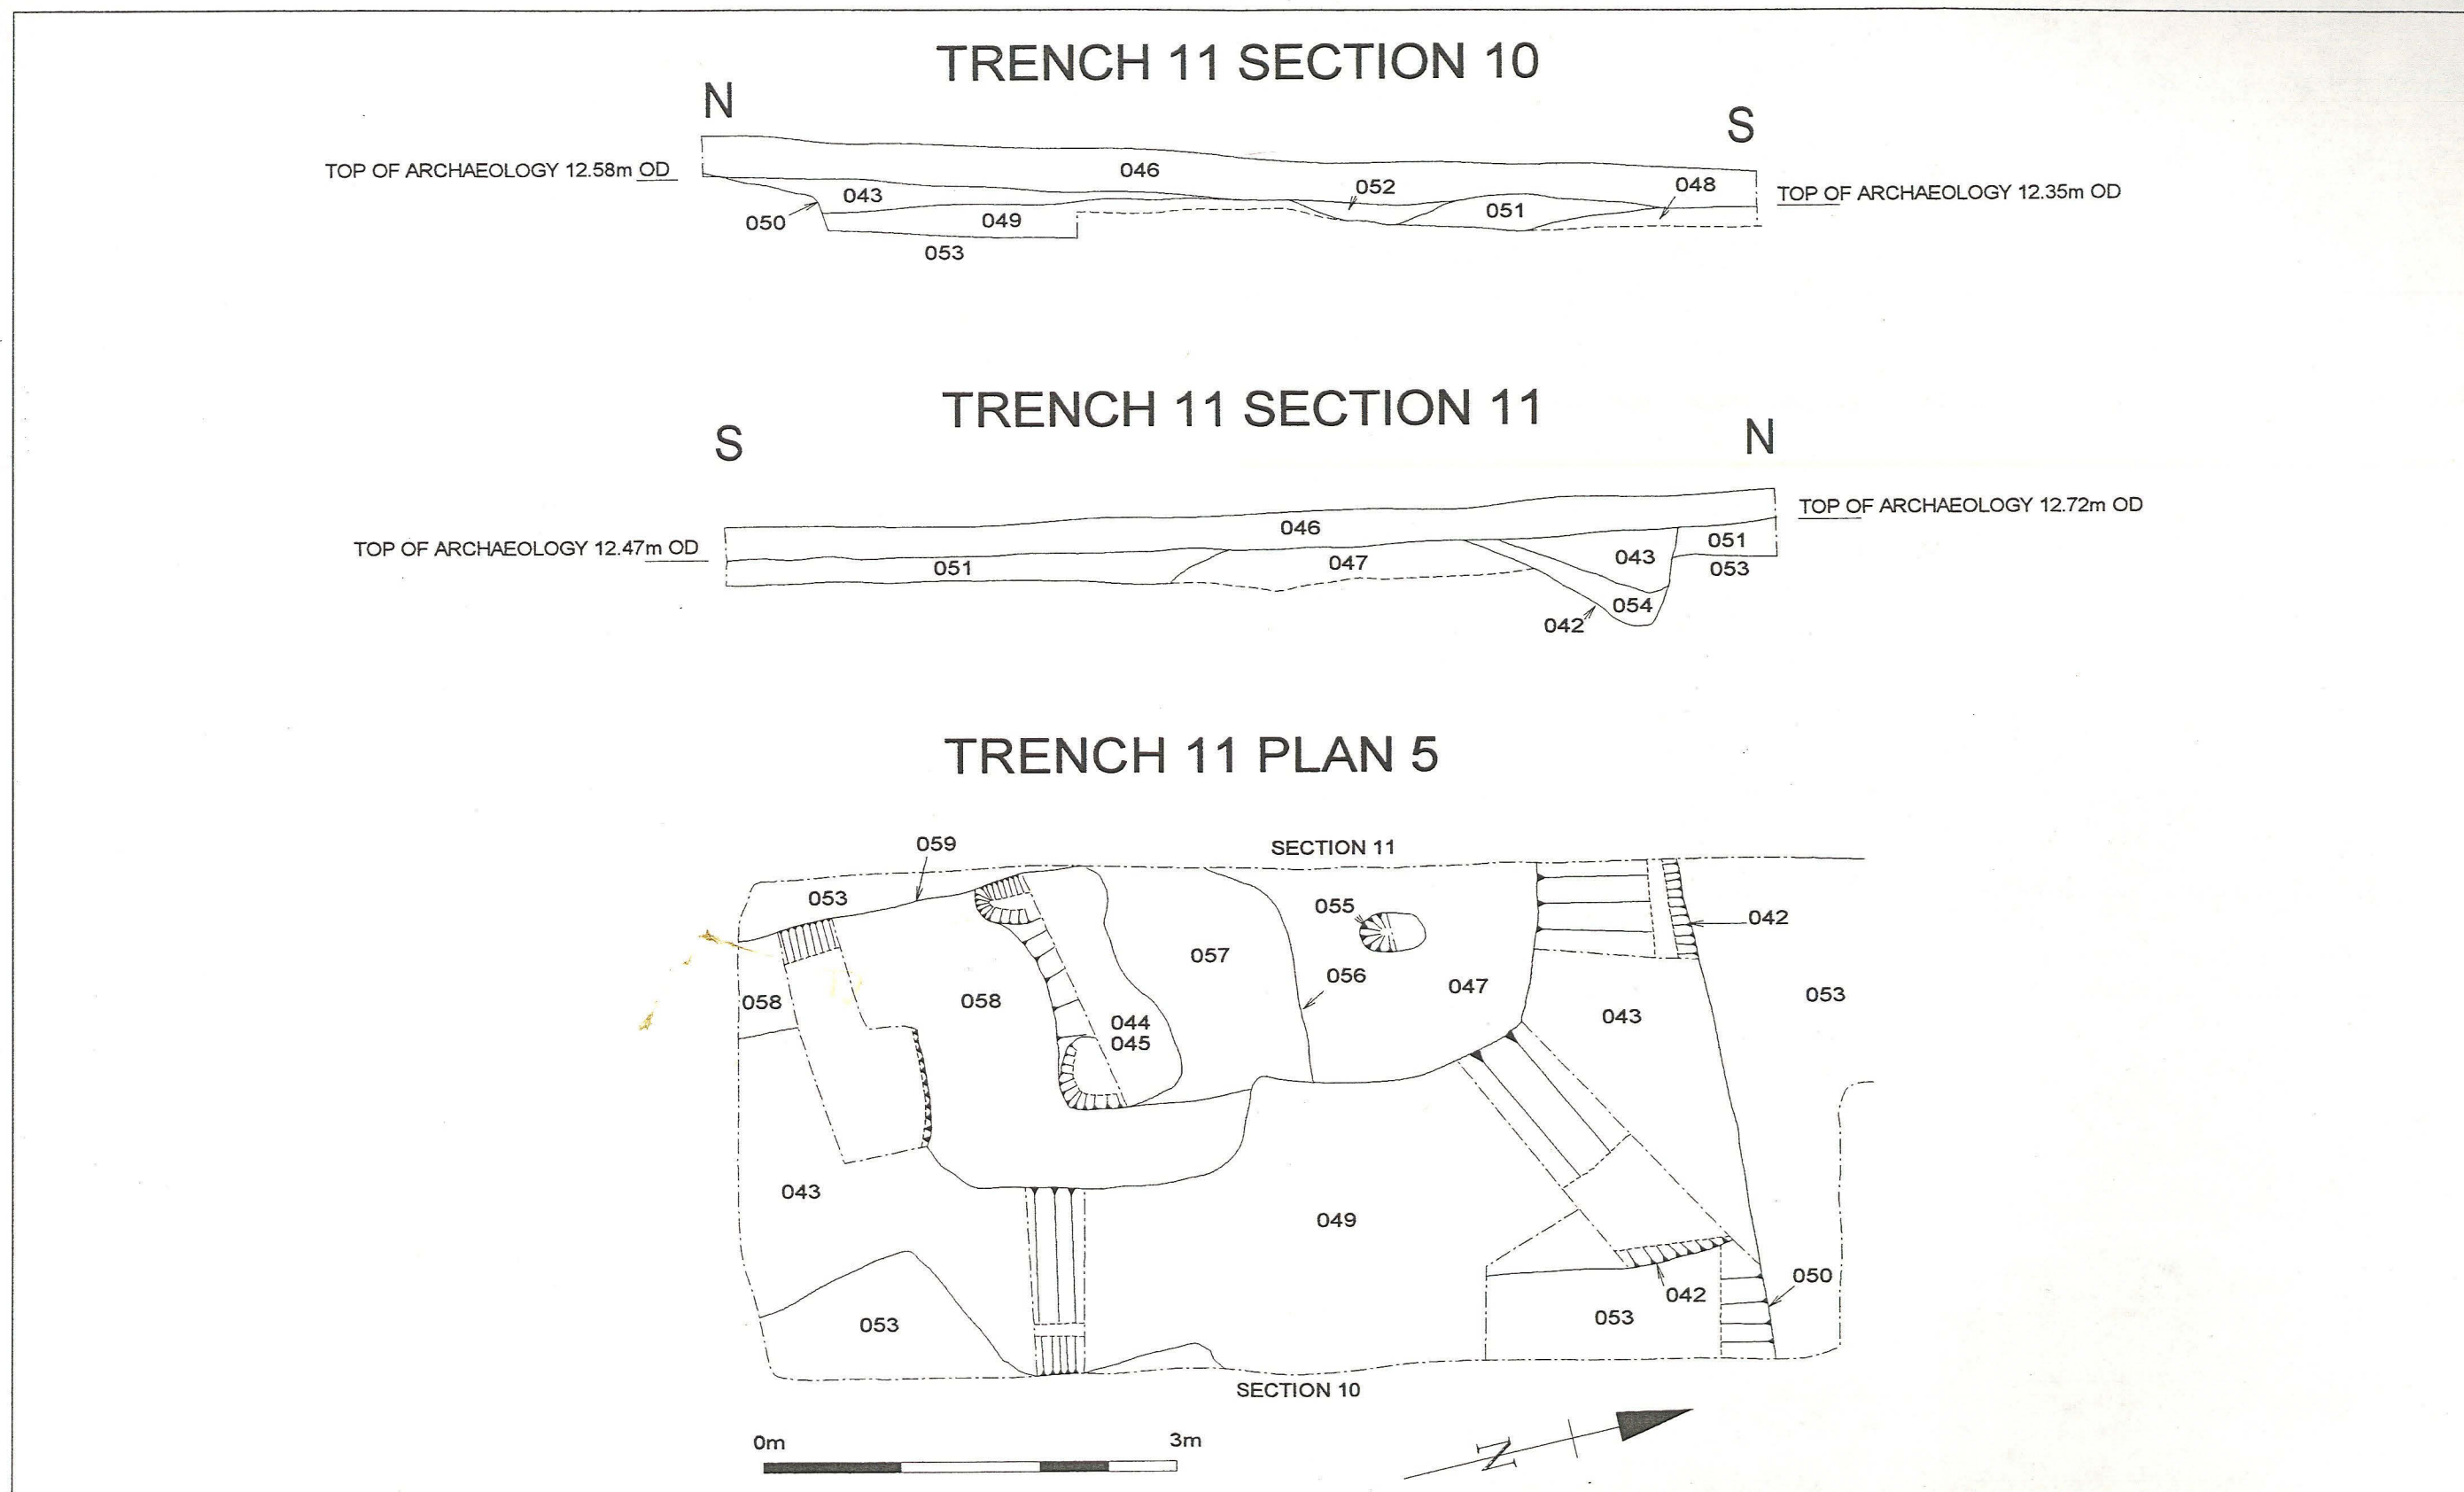 TRENCH 11 SECTION 10
N
S
TOP OF ARCHAEOLOGY 12.58m OD
046
052
048
TOP OF ARCHAEOLOGY 12.35m OD
043
050
049
051
053
TRENCH 11 SECTION 11
S
N
TOP OF ARCHAEOLOGY 12.72m OD
046
TOP OF ARCHAEOLOGY 12.47m OD
051
047
043
051
053
054
042
TRENCH 11 PLAN 5
059
SECTION 11
053
055
042
057
056
058
058
047
053
044
045
043
043
049
050
042
053
053
SECTION 10
0m
3m
N